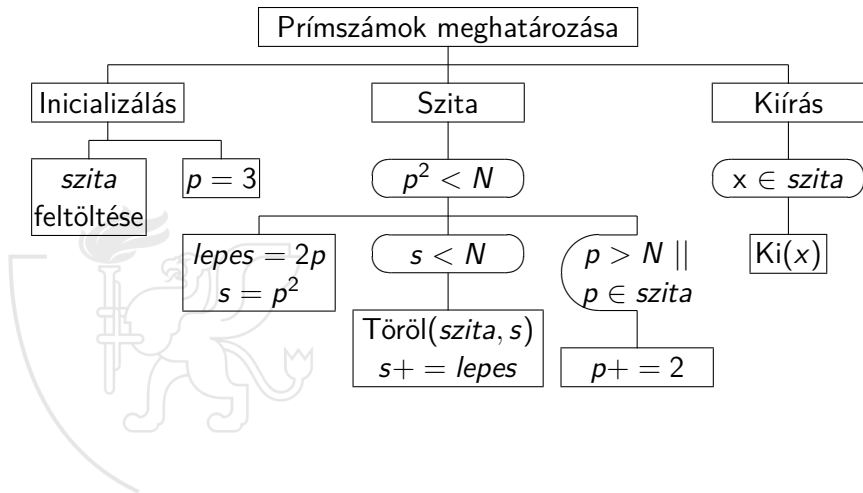 Prímszámok meghatározása
Inicializálás
Szita
Kiírás
szita
feltöltése
p = 3
p² < N
x ∈ szita
lepes = 2p
s = p²
s < N
p > N ||
p ∈ szita
Ki(x)
Töröl(szita, s)
s+ = lepes
p+ = 2